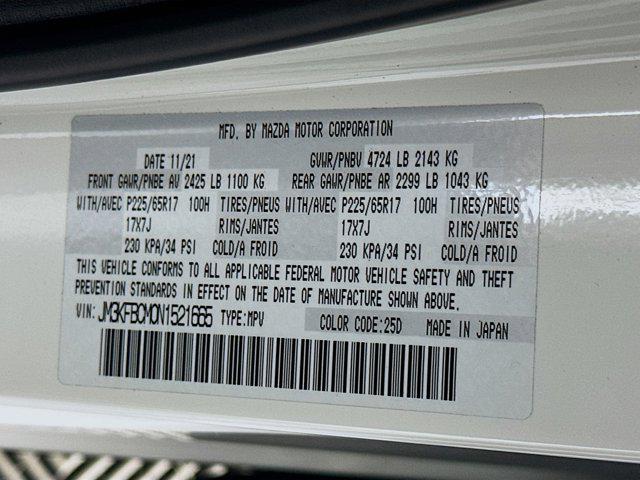 MFD. BY MAZDA MOTOR CORPORATION
DATE 11/21 GVWR/PNBV 4724 LB 2143 KG
FRONT GAWR/PNBE AV 2425 LB 1100 KG REAR GAWR/PNBE AR 2299 LB 1043 KG
WITH/AVEC P225/65R17 100H TIRES/PNEUS WITH/AVEC P225/65R17 100H TIRES/PNEUS
17X7J RIMS/JANTES 17X7J RIMS/JANTES
230 KPA/34 PSI COLD/A FROID 230 KPA/34 PSI COLD/A FROID
THIS VEHICLE CONFORMS TO ALL APPLICABLE FEDERAL MOTOR VEHICLE SAFETY AND THEFT
PREVENTION STANDARDS IN EFFECT ON THE DATE OF MANUFACTURE SHOWN ABOVE.
VIN: JM3KFBCM0N1521665 TYPE:MPV COLOR CODE:25D MADE IN JAPAN